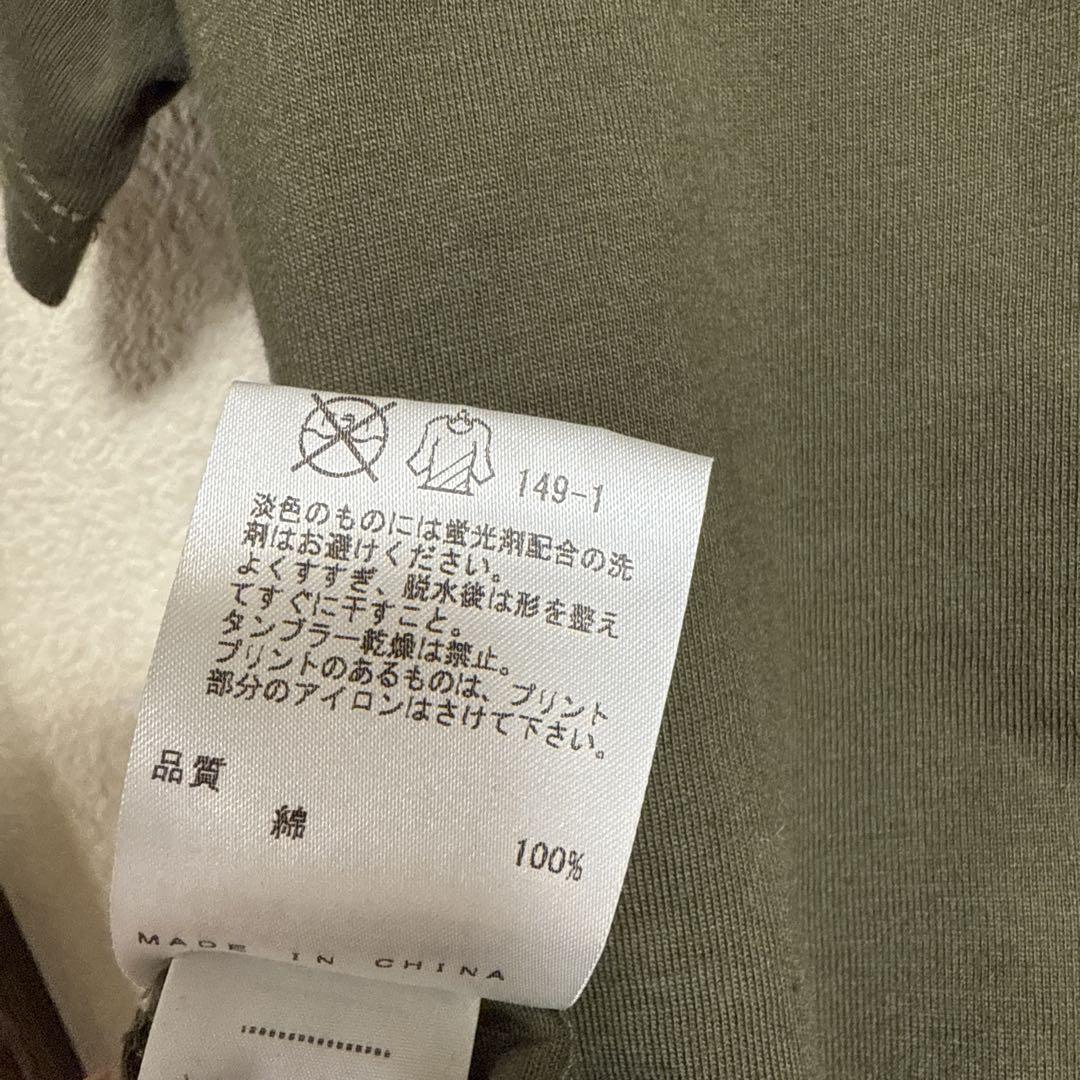 149-1
淡色のものには蛍光剤配合の洗
剤はお避けください。
よくすすぎ、脱水後は形を整え
てすぐに干すこと。
タンブラー乾燥は禁止。
プリントのあるものは、プリント
部分のアイロンはさけて下さい。
品質
綿
100%
MADE IN CHINA